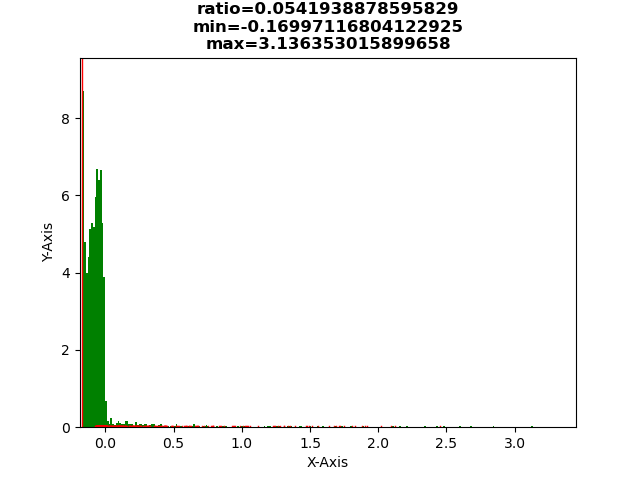 ratio=0.0541938878595829
min=-0.16997116804122925
max=3.136353015899658
8
6
4
2
0
Y-Axis
0.0 0.5 1.0 1.5 2.0 2.5 3.0
X-Axis